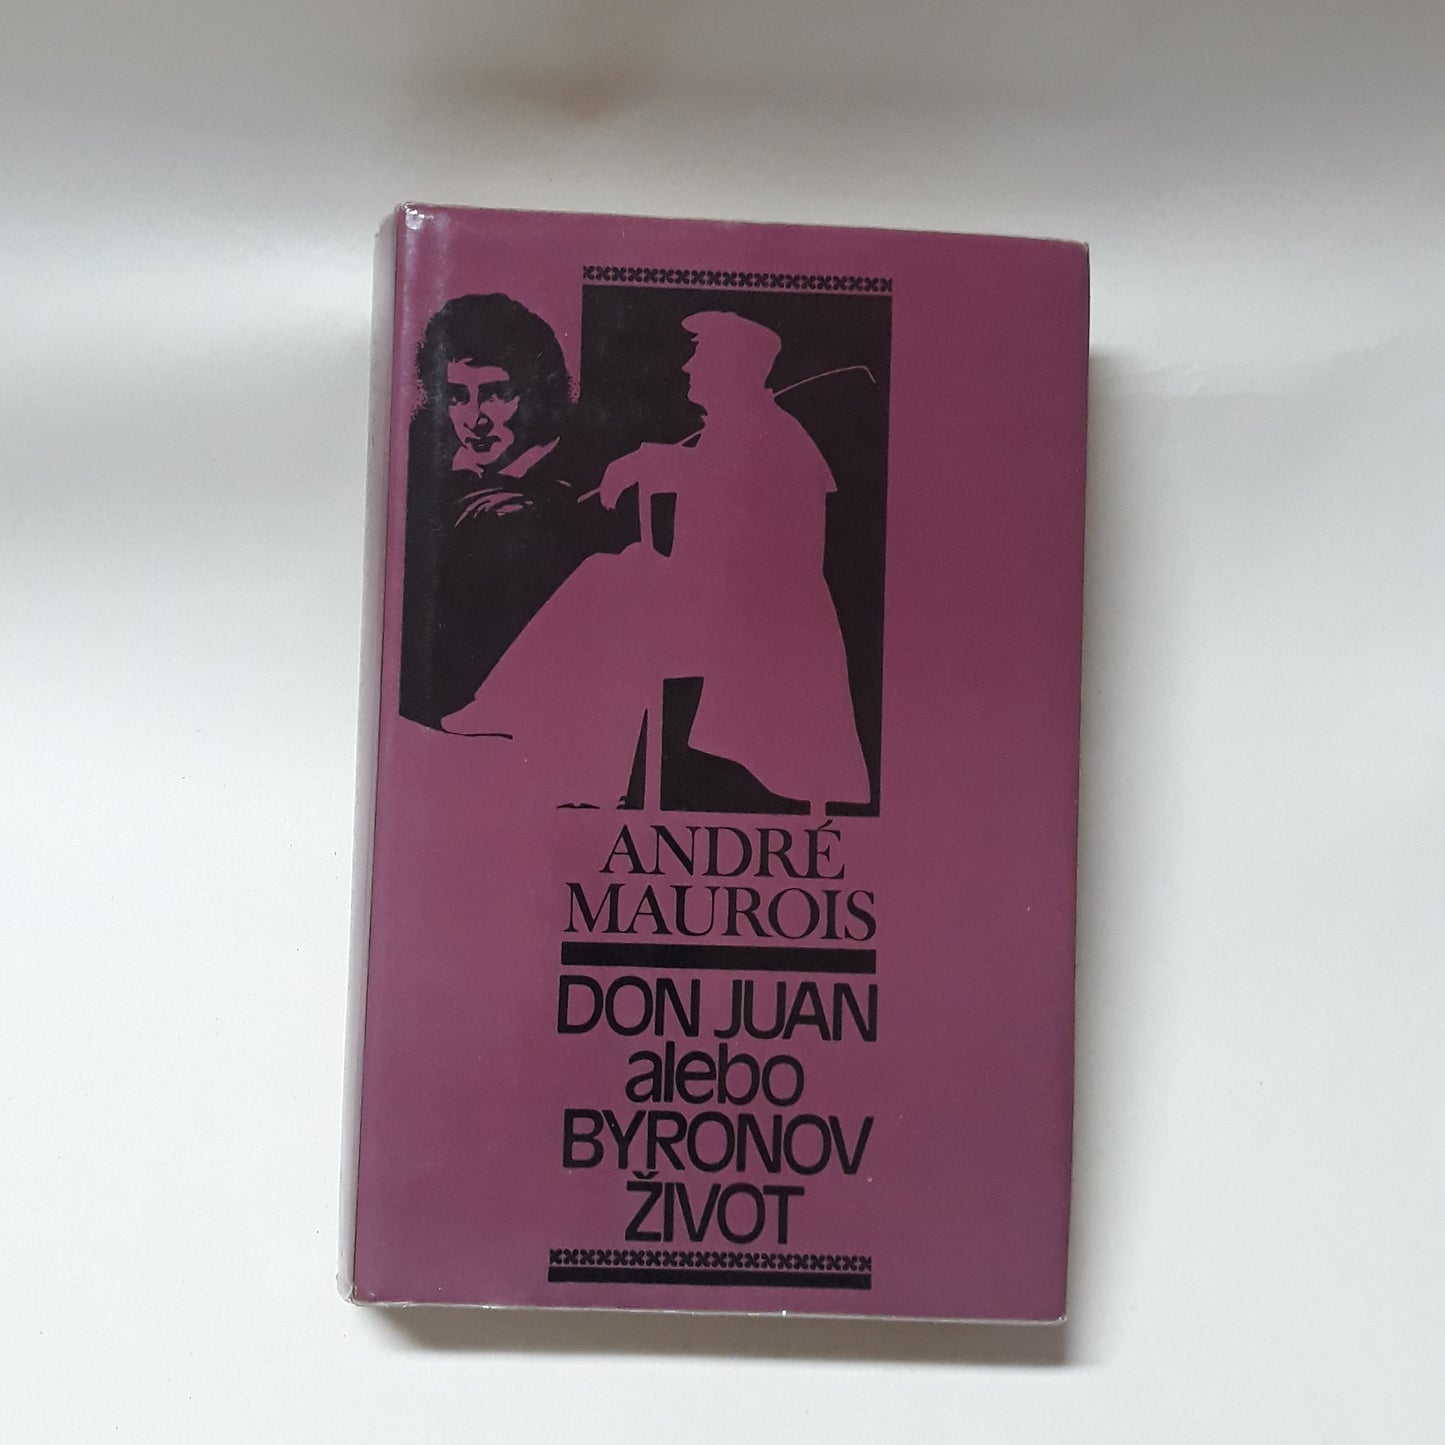 ANDRÉ
MAUROIS
DON JUAN
alebo
BYRONOV
ŽIVOT